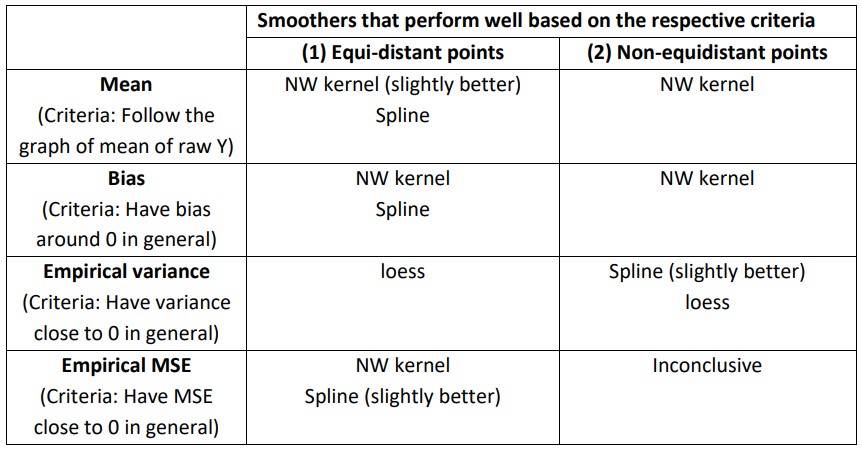 Smoothers that perform well based on the respective criteria
(1) Equi-distant points
(2) Non-equidistant points
Mean
(Criteria: Follow the
graph of mean of raw Y)
NW kernel (slightly better)
Spline
NW kernel
Bias
(Criteria: Have bias
around 0 in general)
NW kernel
Spline
NW kernel
Empirical variance
(Criteria: Have variance
close to 0 in general)
loess
Spline (slightly better)
loess
Empirical MSE
(Criteria: Have MSE
close to 0 in general)
NW kernel
Spline (slightly better)
Inconclusive